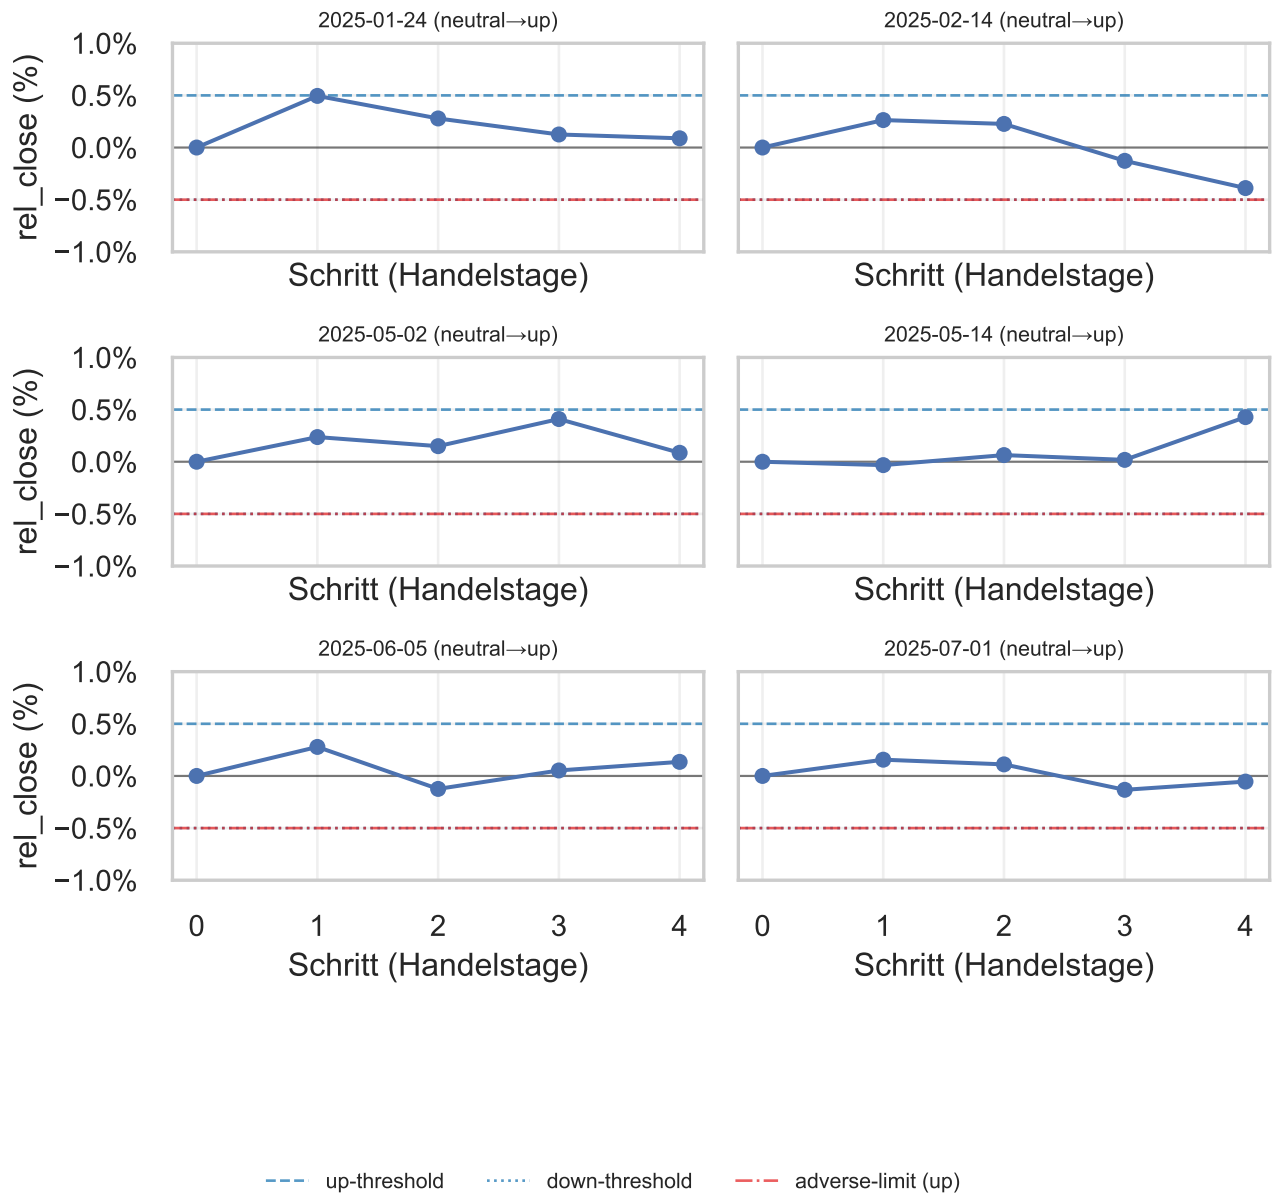 2025-01-24 (neutral→up)
2025-02-14 (neutral→up)
rel_close (%)
1.0%
0.5%
0.0%
−0.5%
−1.0%
Schritt (Handelstage)
Schritt (Handelstage)
2025-05-02 (neutral→up)
2025-05-14 (neutral→up)
rel_close (%)
1.0%
0.5%
0.0%
−0.5%
−1.0%
Schritt (Handelstage)
Schritt (Handelstage)
2025-06-05 (neutral→up)
2025-07-01 (neutral→up)
rel_close (%)
1.0%
0.5%
0.0%
−0.5%
−1.0%
0 1 2 3 4
0 1 2 3 4
Schritt (Handelstage)
Schritt (Handelstage)
up-threshold
down-threshold
adverse-limit (up)